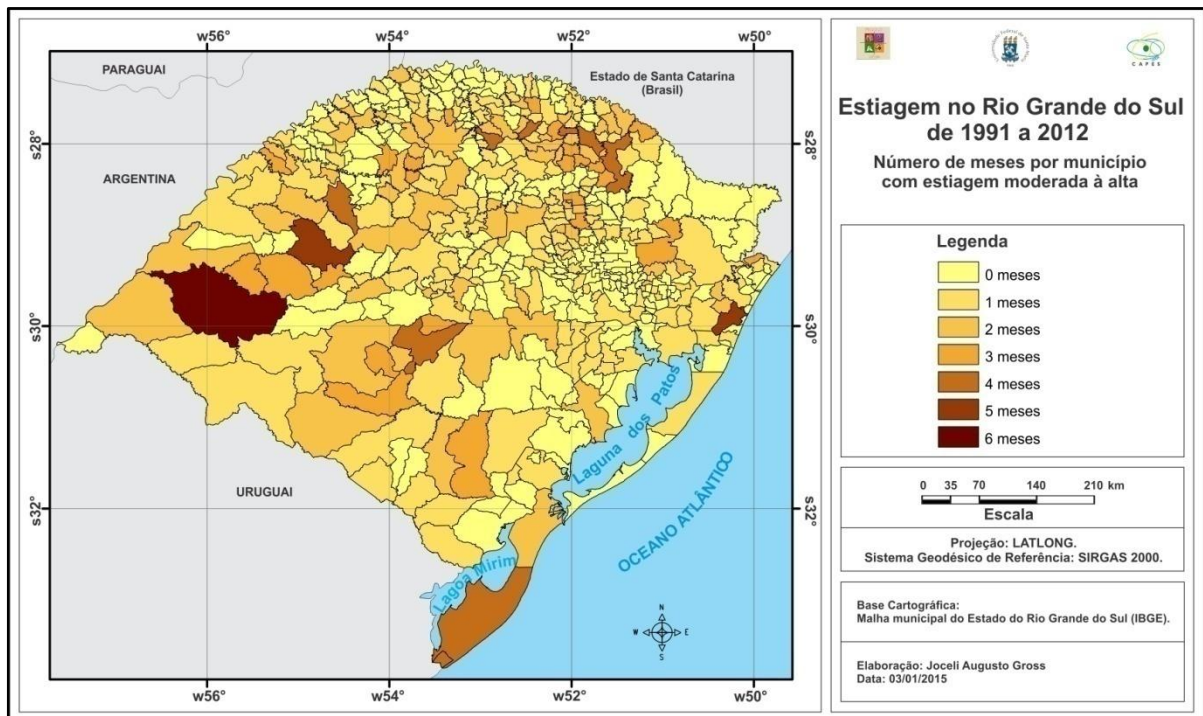 w56°
w54°
w52°
w50°
PARAGUAI
Estado de Santa Catarina
(Brasil)
s28°
s28°
ARGENTINA
s30°
s30°
Laguna dos Patos
URUGUAI
OCEANO ATLÂNTICO
s32°
s32°
Lagoa Mirim
N
W
E
S
w56°
w54°
w52°
w50°
CAPES
Estiagem no Rio Grande do Sul
de 1991 a 2012
Número de meses por município
com estiagem moderada à alta
Legenda
0 meses
1 meses
2 meses
3 meses
4 meses
5 meses
6 meses
0 35 70 140 210 km
Escala
Projeção: LATLONG.
Sistema Geodésico de Referência: SIRGAS 2000.
Base Cartográfica:
Malha municipal do Estado do Rio Grande do Sul (IBGE).
Elaboração: Joceli Augusto Gross
Data: 03/01/2015